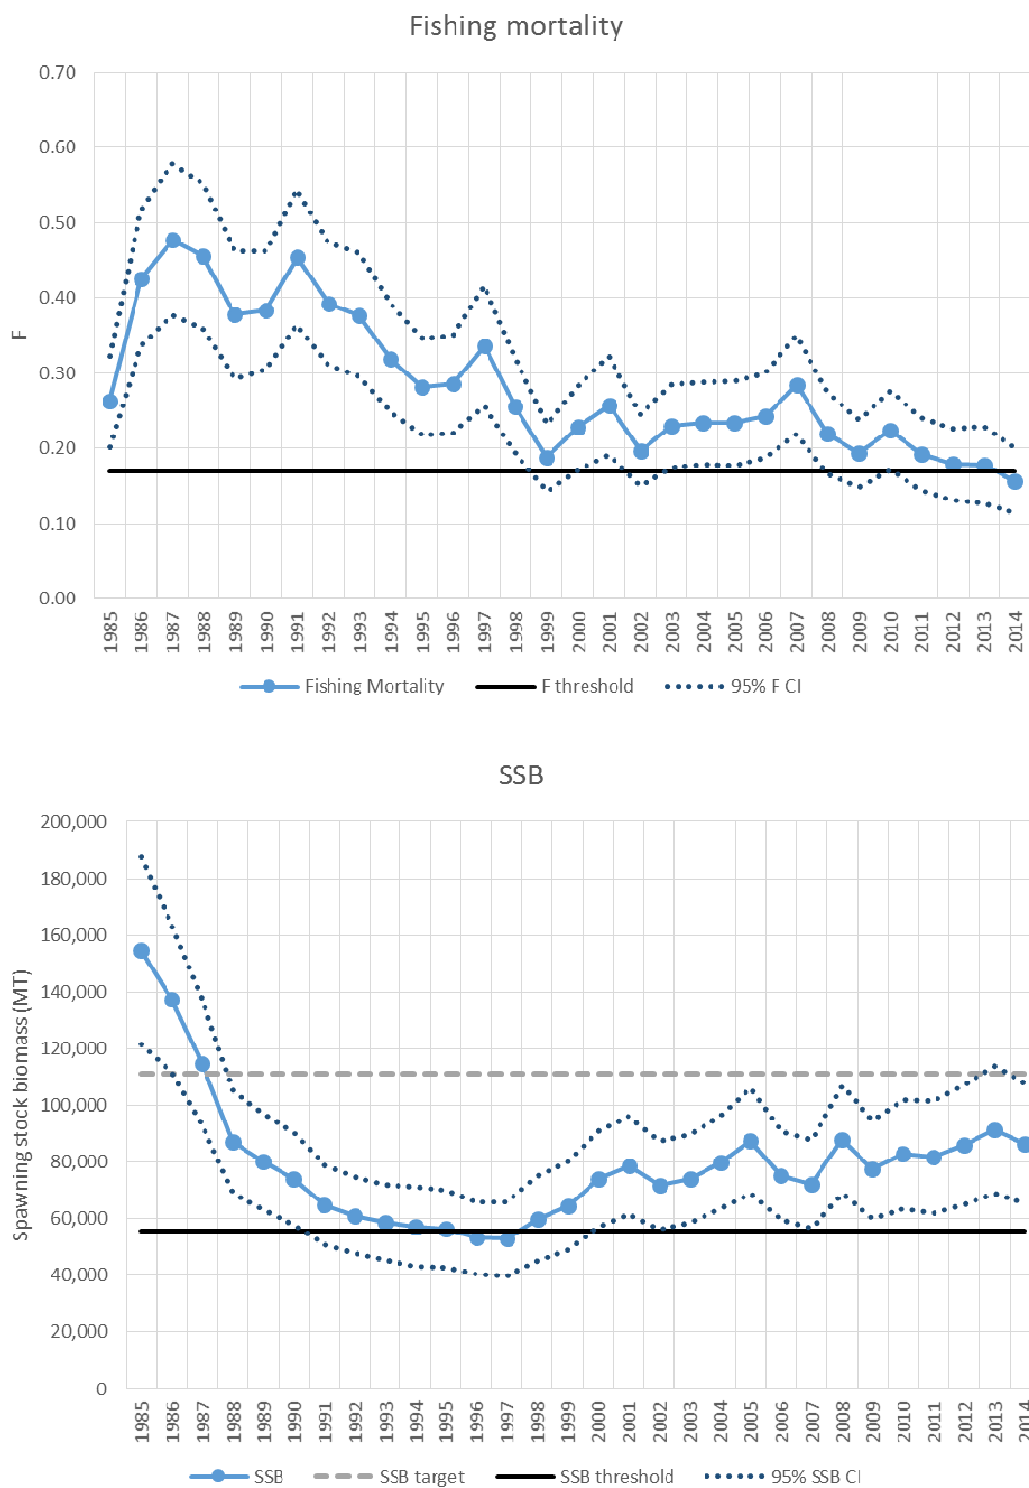 Fishing mortality
0.70
0.60
0.50
0.40
0.30
0.20
0.10
0.00
F
1985 1986 1987 1988 1989 1990 1991 1992 1993 1994 1995 1996 1997 1998 1999 2000 2001 2002 2003 2004 2005 2006 2007 2008 2009 2010 2011 2012 2013 2014
Fishing Mortality F threshold 95% F CI
SSB
200,000
180,000
160,000
140,000
120,000
100,000
80,000
60,000
40,000
20,000
0
Spawning stock biomass (MT)
1985 1986 1987 1988 1989 1990 1991 1992 1993 1994 1995 1996 1997 1998 1999 2000 2001 2002 2003 2004 2005 2006 2007 2008 2009 2010 2011 2012 2013 2014
SSB SSB target SSB threshold 95% SSB CI